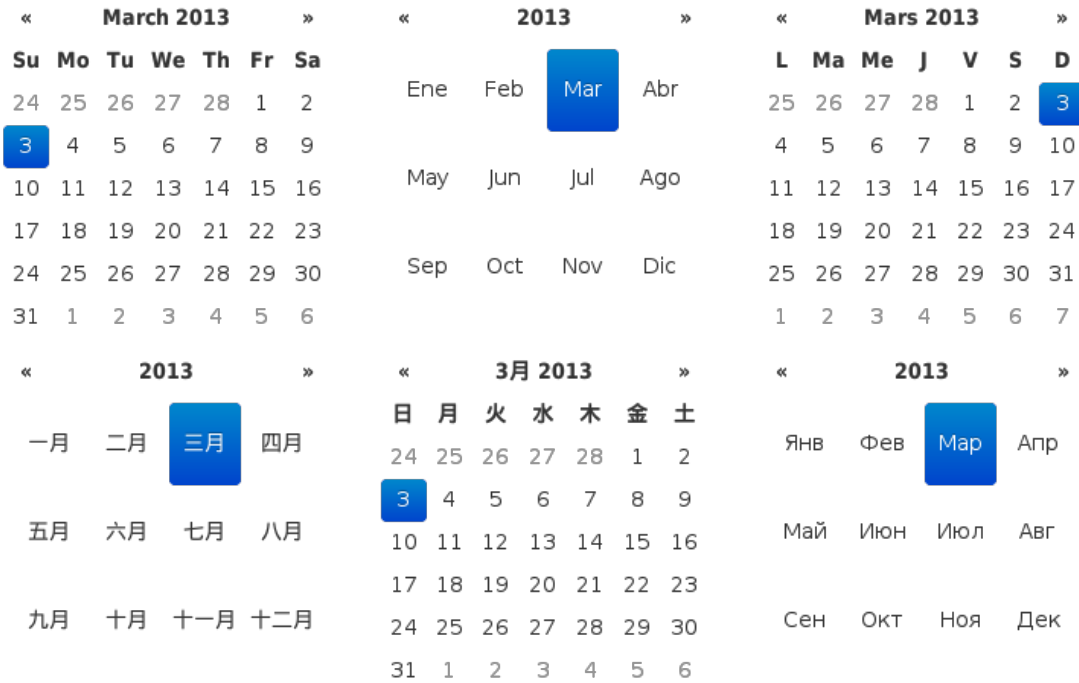 « March 2013 »
Su Mo Tu We Th Fr Sa
24 25 26 27 28 1 2
3 4 5 6 7 8 9
10 11 12 13 14 15 16
17 18 19 20 21 22 23
24 25 26 27 28 29 30
31 1 2 3 4 5 6
« 2013 »
Ene Feb Mar Abr
May Jun Jul Ago
Sep Oct Nov Dic
« Mars 2013 »
L Ma Me J V S D
25 26 27 28 1 2 3
4 5 6 7 8 9 10
11 12 13 14 15 16 17
18 19 20 21 22 23 24
25 26 27 28 29 30 31
1 2 3 4 5 6 7
« 2013 »
一月 二月 三月 四月
五月 六月 七月 八月
九月 十月 十一月 十二月
« 3月 2013 »
日 月 火 水 木 金 土
24 25 26 27 28 1 2
3 4 5 6 7 8 9
10 11 12 13 14 15 16
17 18 19 20 21 22 23
24 25 26 27 28 29 30
31 1 2 3 4 5 6
« 2013 »
Янв Фев Мар Апр
Май Июн Июл Авг
Сен Окт Ноя Дек